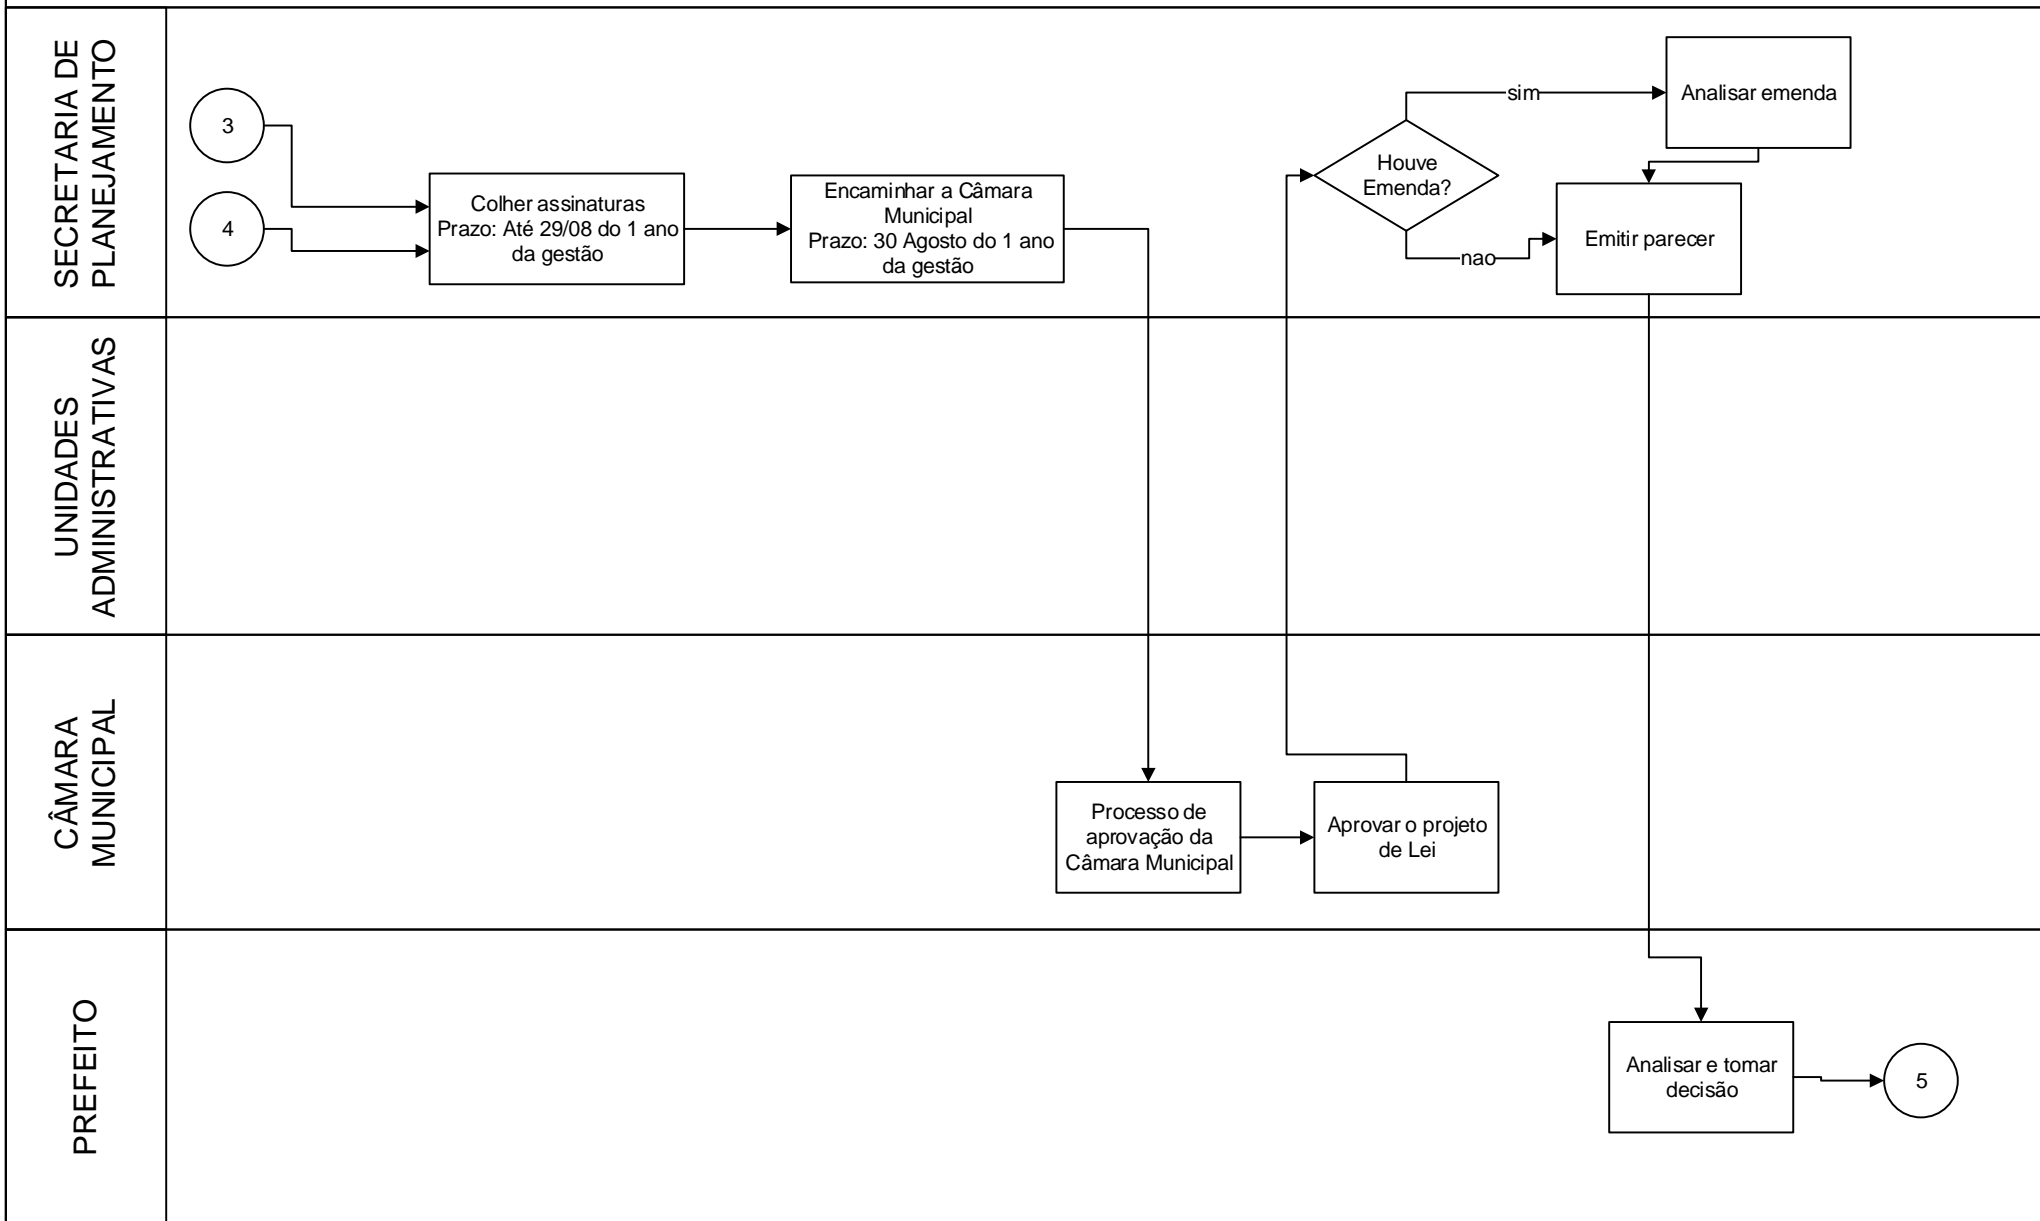 SECRETARIA DE
PLANEJAMENTO
3
4
Colher assinaturas
Prazo: Até 29/08 do 1 ano
da gestão
Encaminhar a Câmara
Municipal
Prazo: 30 Agosto do 1 ano
da gestão
Houve
Emenda?
sim
nao
Analisar emenda
Emitir parecer
UNIDADES
ADMINISTRATIVAS
CÂMARA
MUNICIPAL
Processo de
aprovação da
Câmara Municipal
Aprovar o projeto
de Lei
PREFEITO
Analisar e tomar
decisão
5